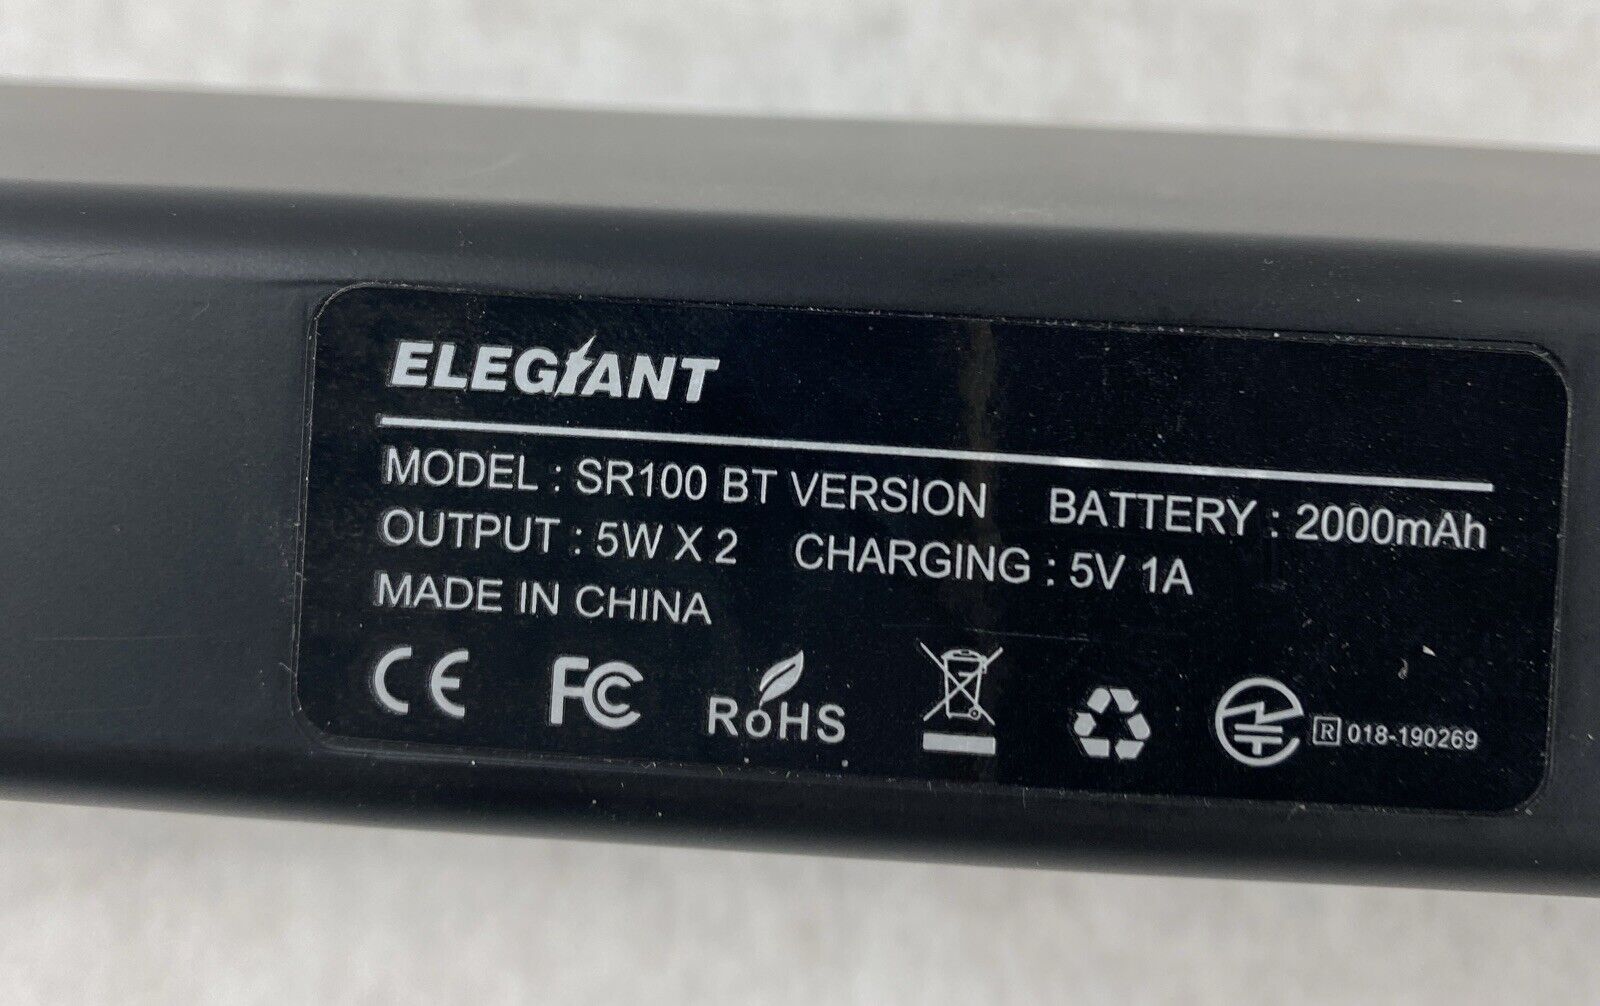 ELEGIANT
MODEL : SR100 BT VERSION BATTERY : 2000mAh
OUTPUT : 5W X 2 CHARGING : 5V 1A
MADE IN CHINA
CE FC RoHS R 018-190269